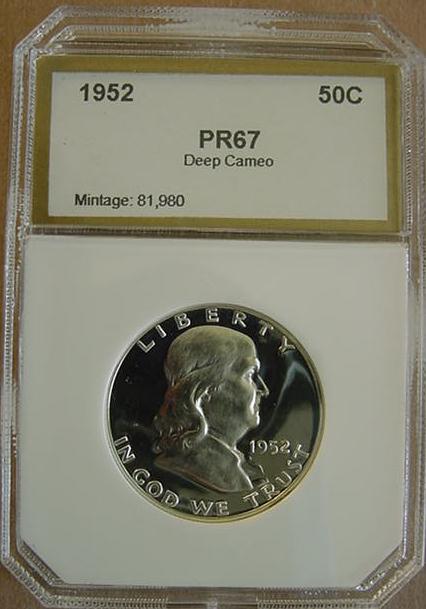 1952 50C
PR67
Deep Cameo
Mintage: 81,980
LIBERTY
1952
IN GOD WE TRUST